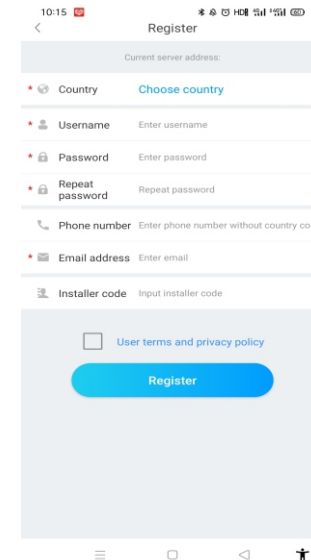 10:15
Register
Current server address:
* Country Choose country
* Username Enter username
* Password Enter password
* Repeat password Repeat password
Phone number Enter phone number without country co
* Email address Enter email
Installer code Input installer code
User terms and privacy policy
Register